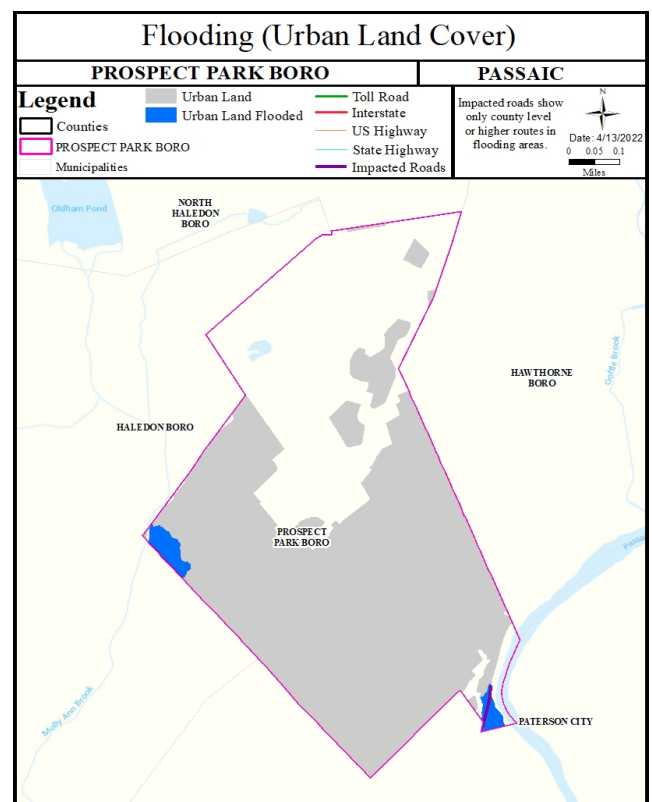 Flooding (Urban Land Cover)
PROSPECT PARK BORO
PASSAIC
Legend
Counties
PROSPECT PARK BORO
Municipalities
Urban Land
Urban Land Flooded
Toll Road
Interstate
US Highway
State Highway
Impacted Roads
Impacted roads show
only county level
or higher routes in
flooding areas.
N
Date: 4/13/2022
0 0.05 0.1
Miles
Oldham Pond
NORTH
HALEDON
BORO
HAWTHORNE
BORO
Goffle Brook
HALEDON BORO
PROSPECT
PARK BORO
Passa
Molly Ann Brook
PATERSON CITY